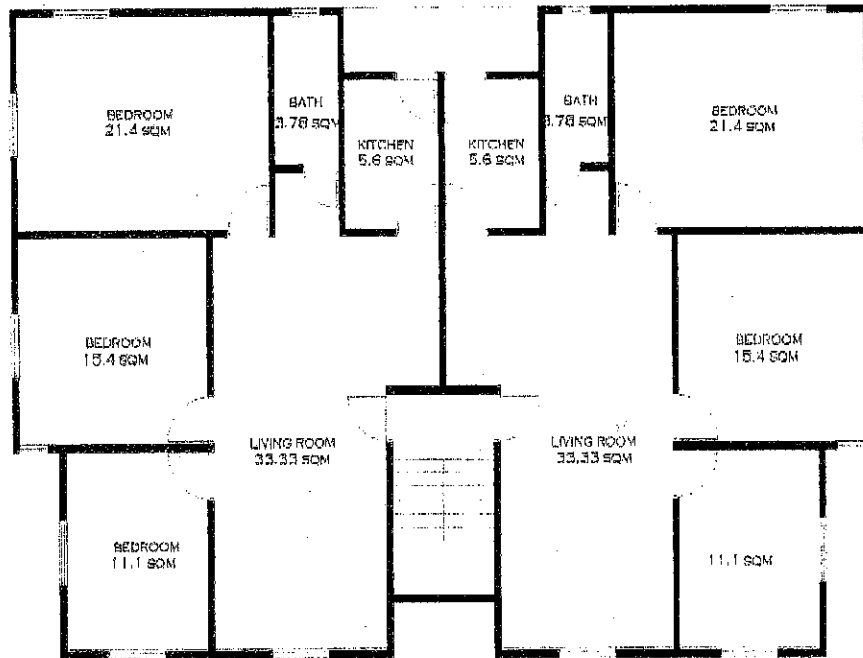 BEDROOM
21.4 SQM
BATH
3.78 SQM
KITCHEN
5.6 SQM
KITCHEN
5.6 SQM
BATH
3.78 SQM
BEDROOM
21.4 SQM
BEDROOM
15.4 SQM
BEDROOM
15.4 SQM
LIVING ROOM
33.33 SQM
LIVING ROOM
33.33 SQM
BEDROOM
11.1 SQM
11.1 SQM